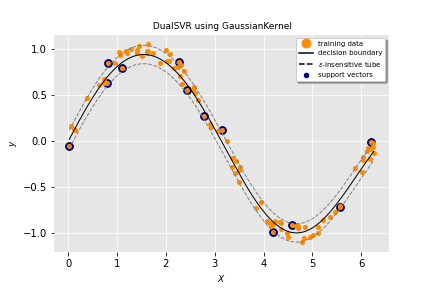 DualSVR using GaussianKernel
training data
decision boundary
ε-insensitive tube
support vectors
1.0
0.5
0.0
−0.5
−1.0
y
0 1 2 3 4 5 6
X